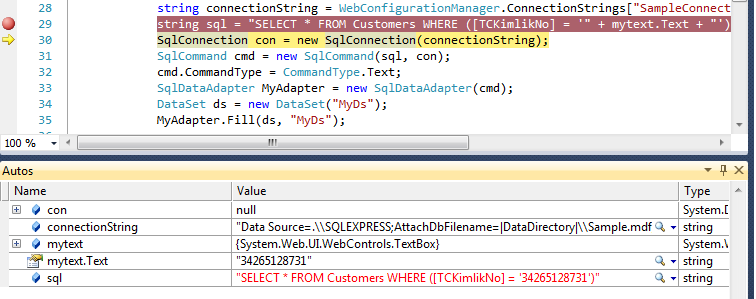 28 string connectionString = WebConfigurationManager.ConnectionStrings["SampleConnect
29 string sql = "SELECT * FROM Customers WHERE ([TCKimlikNo] = '" + mytext.Text + "')
30 SqlConnection con = new SqlConnection(connectionString);
31 SqlCommand cmd = new SqlCommand(sql, con);
32 cmd.CommandType = CommandType.Text;
33 SqlDataAdapter MyAdapter = new SqlDataAdapter(cmd);
34 DataSet ds = new DataSet("MyDs");
35 MyAdapter.Fill(ds, "MyDs");
36
100 %
Autos
Name Value Type
con null System.D
connectionString "Data Source=.\\SQLEXPRESS;AttachDbFilename=|DataDirectory|\\Sample.mdf string
mytext {System.Web.UI.WebControls.TextBox} System.W
mytext.Text "34265128731" string
sql "SELECT * FROM Customers WHERE ([TCKimlikNo] = '34265128731')" string